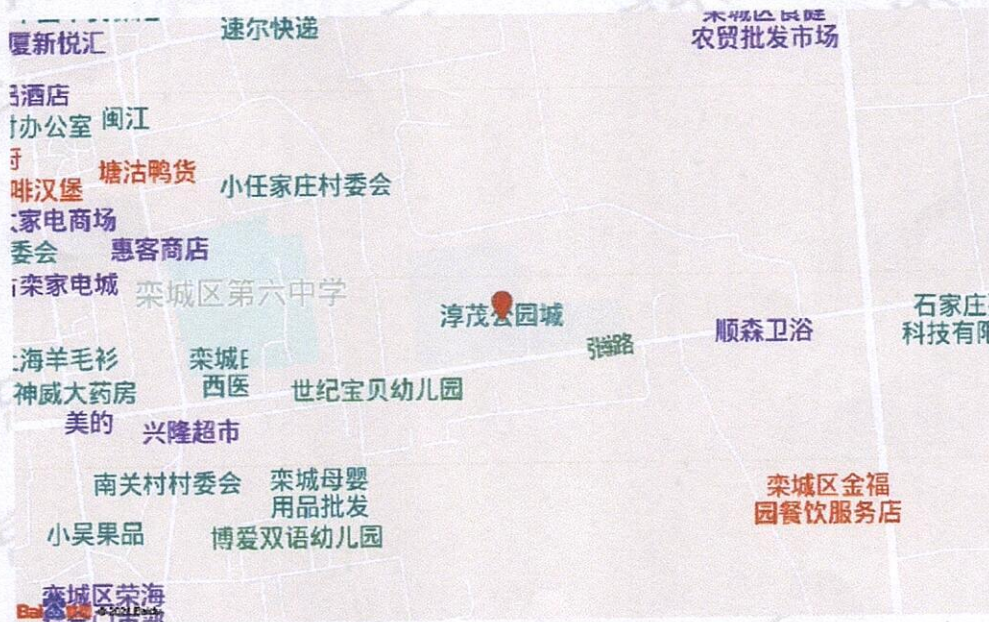 速尔快递
厦新悦汇
农贸批发市场
酒店
办公室
闽江
塘沽鸭货
啡汉堡
小任家庄村委会
家电商场
委会
惠客商店
栾家电城
栾城区第六中学
淳茂公园城
石家庄
科技有限
顺森卫浴
张路
海羊毛衫
栾城
西医
神威大药房
世纪宝贝幼儿园
美的
兴隆超市
南关村村委会
栾城母婴
用品批发
栾城区金福
园餐饮服务店
小吴果品
博爱双语幼儿园
栾城区荣海